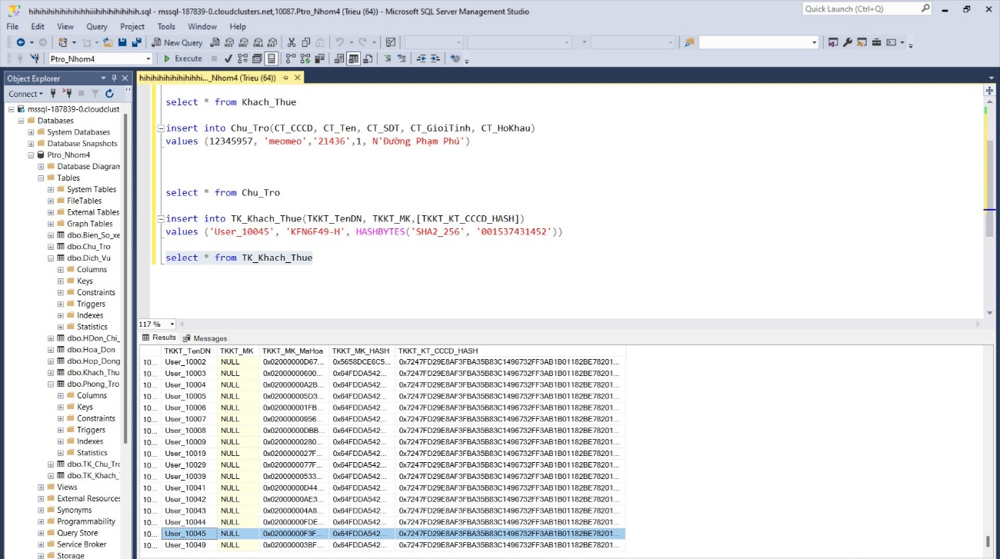 hihihihihihihihihhiiihihihihihihihih.sql - mssql-187839-0.cloudclusters.net,10087.Ptro_Nhom4 (Trieu (64)) - Microsoft SQL Server Management Studio
Quick Launch (Ctrl+Q)
File Edit View Query Project Tools Window Help
New Query
Ptro_Nhom4
Execute
Object Explorer
Connect
mssql-187839-0.cloudclust
Databases
System Databases
Database Snapshots
Ptro_Nhom4
Database Diagram
Tables
System Tables
FileTables
External Tables
Graph Tables
dbo.Bien_So_xe
dbo.Chu_Tro
dbo.Dich_Vu
Columns
Keys
Constraints
Triggers
Indexes
Statistics
dbo.HDon_Chi_
dbo.Hoa_Don
dbo.Hop_Dong
dbo.Khach_Thu
dbo.Phong_Tro
Columns
Keys
Constraints
Triggers
Indexes
Statistics
dbo.TK_Chu_Tro
dbo.TK_Khach_
Views
External Resources
Synonyms
Programmability
Query Store
Service Broker
Storage
hihihihihihihihihhi..._Nhom4 (Trieu (64))
select * from Khach_Thue
insert into Chu_Tro(CT_CCCD, CT_Ten, CT_SDT, CT_GioiTinh, CT_HoKhau)
values (12345957, 'meomeo','21436',1, N'Đường Phạm Phú')
select * from Chu_Tro
insert into TK_Khach_Thue(TKKT_TenDN, TKKT_MK,[TKKT_KT_CCCD_HASH])
values ('User_10045', 'KFN6F49-H', HASHBYTES('SHA2_256', '001537431452'))
select * from TK_Khach_Thue
117 %
Results Messages
TKKT_TenDN TKKT_MK TKKT_MK_MaHoa TKKT_MK_HASH TKKT_KT_CCCD_HASH
10... User_10002 NULL 0x02000000D67... 0x5658DCE6C5... 0x7247FD29E8AF3FBA35B83C1496732FF3AB1B01182BE78201...
10... User_10003 NULL 0x02000000600... 0x64FDDA542... 0x7247FD29E8AF3FBA35B83C1496732FF3AB1B01182BE78201...
10... User_10004 NULL 0x02000000A2B... 0x64FDDA542... 0x7247FD29E8AF3FBA35B83C1496732FF3AB1B01182BE78201...
10... User_10005 NULL 0x020000005D3... 0x64FDDA542... 0x7247FD29E8AF3FBA35B83C1496732FF3AB1B01182BE78201...
10... User_10006 NULL 0x020000001FB... 0x64FDDA542... 0x7247FD29E8AF3FBA35B83C1496732FF3AB1B01182BE78201...
10... User_10007 NULL 0x02000000956... 0x64FDDA542... 0x7247FD29E8AF3FBA35B83C1496732FF3AB1B01182BE78201...
10... User_10008 NULL 0x02000000DBB... 0x64FDDA542... 0x7247FD29E8AF3FBA35B83C1496732FF3AB1B01182BE78201...
10... User_10009 NULL 0x02000000280... 0x64FDDA542... 0x7247FD29E8AF3FBA35B83C1496732FF3AB1B01182BE78201...
10... User_10019 NULL 0x02000000027F... 0x64FDDA542... 0x7247FD29E8AF3FBA35B83C1496732FF3AB1B01182BE78201...
10... User_10029 NULL 0x0200000077F... 0x64FDDA542... 0x7247FD29E8AF3FBA35B83C1496732FF3AB1B01182BE78201...
10... User_10039 NULL 0x02000000533... 0x64FDDA542... 0x7247FD29E8AF3FBA35B83C1496732FF3AB1B01182BE78201...
10... User_10041 NULL 0x02000000D44... 0x64FDDA542... 0x7247FD29E8AF3FBA35B83C1496732FF3AB1B01182BE78201...
10... User_10042 NULL 0x02000000AE3... 0x64FDDA542... 0x7247FD29E8AF3FBA35B83C1496732FF3AB1B01182BE78201...
10... User_10043 NULL 0x020000004A8... 0x64FDDA542... 0x7247FD29E8AF3FBA35B83C1496732FF3AB1B01182BE78201...
10... User_10044 NULL 0x02000000FDE... 0x64FDDA542... 0x7247FD29E8AF3FBA35B83C1496732FF3AB1B01182BE78201...
10... User_10045 NULL 0x02000000F3F... 0x64FDDA542... 0x7247FD29E8AF3FBA35B83C1496732FF3AB1B01182BE78201...
10... User_10049 NULL 0x020000003BF... 0x64FDDA542... 0x7247FD29E8AF3FBA35B83C1496732FF3AB1B01182BE78201...